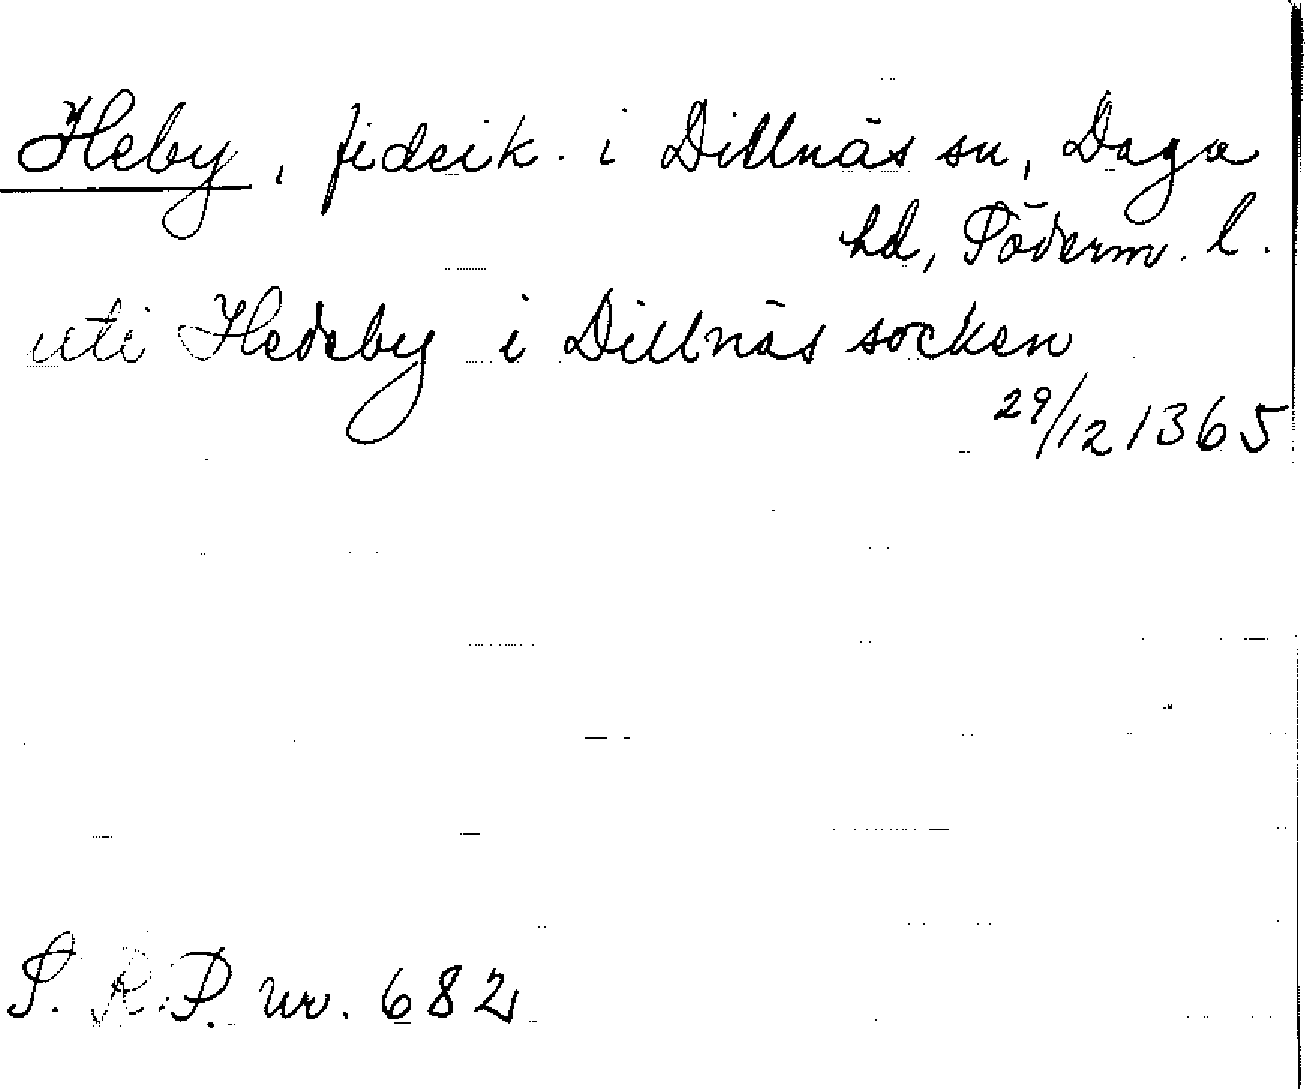 Heby, fideik. i Dillnäs sn, Daga
hd, Söderm. l.
uti Hedeby i Dillnäs socken
29/12 1365
S. R. P. nr. 682